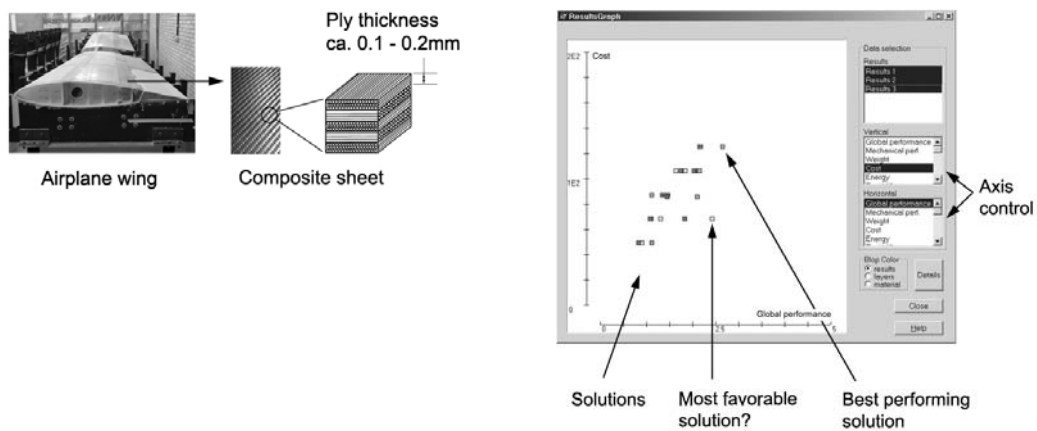 Ply thickness
ca. 0.1 - 0.2mm
Airplane wing
Composite sheet
ResultsGraph
Cost
1E2
1E2
0
Global performance
0
2.5
5
Data selection
Results
Results 1
Results 2
Results 3
Vertical
Global performance
Mechanical part
Weight
Cost
Energy
Horizontal
Global performance
Mechanical part
Weight
Cost
Energy
Blop Color
results
layers
material
Details
Close
Help
Axis
control
Solutions
Most favorable
solution?
Best performing
solution